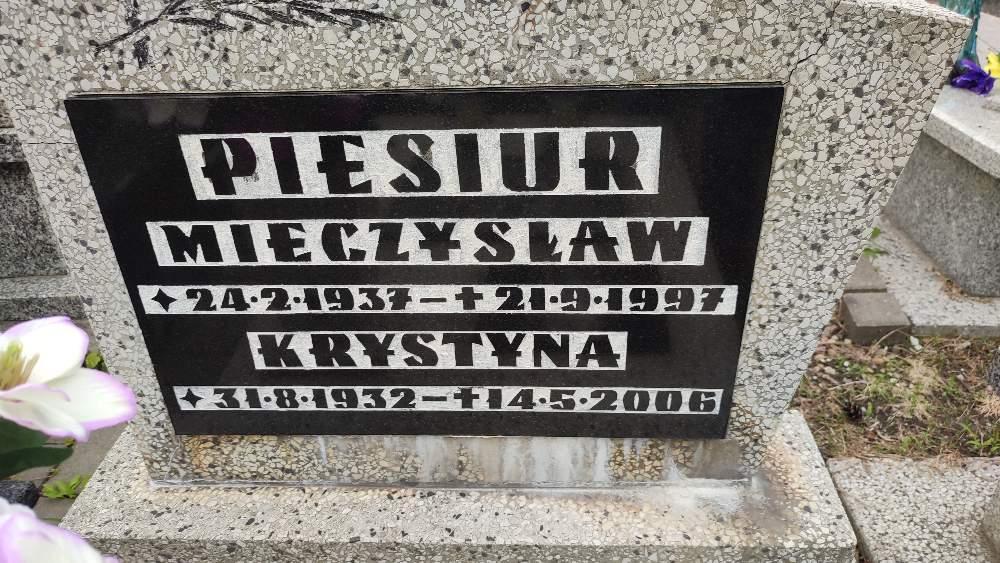 PIESIUR
MIECZYSŁAW
✦ 24·2·1937 – ✝ 21·9·1997
KRYSTYNA
✦ 31·8·1932 – ✝ 14·5·2006